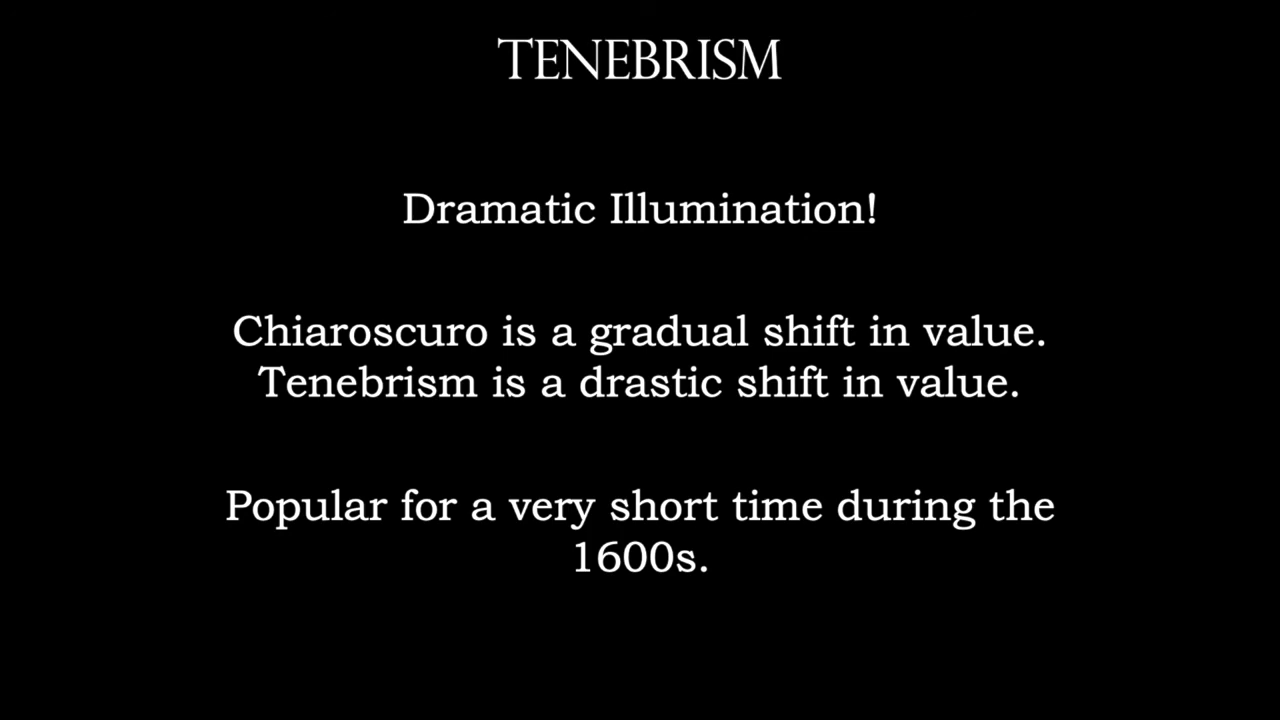 TENEBRISM
Dramatic Illumination!
Chiaroscuro is a gradual shift in value.
Tenebrism is a drastic shift in value.
Popular for a very short time during the
1600s.